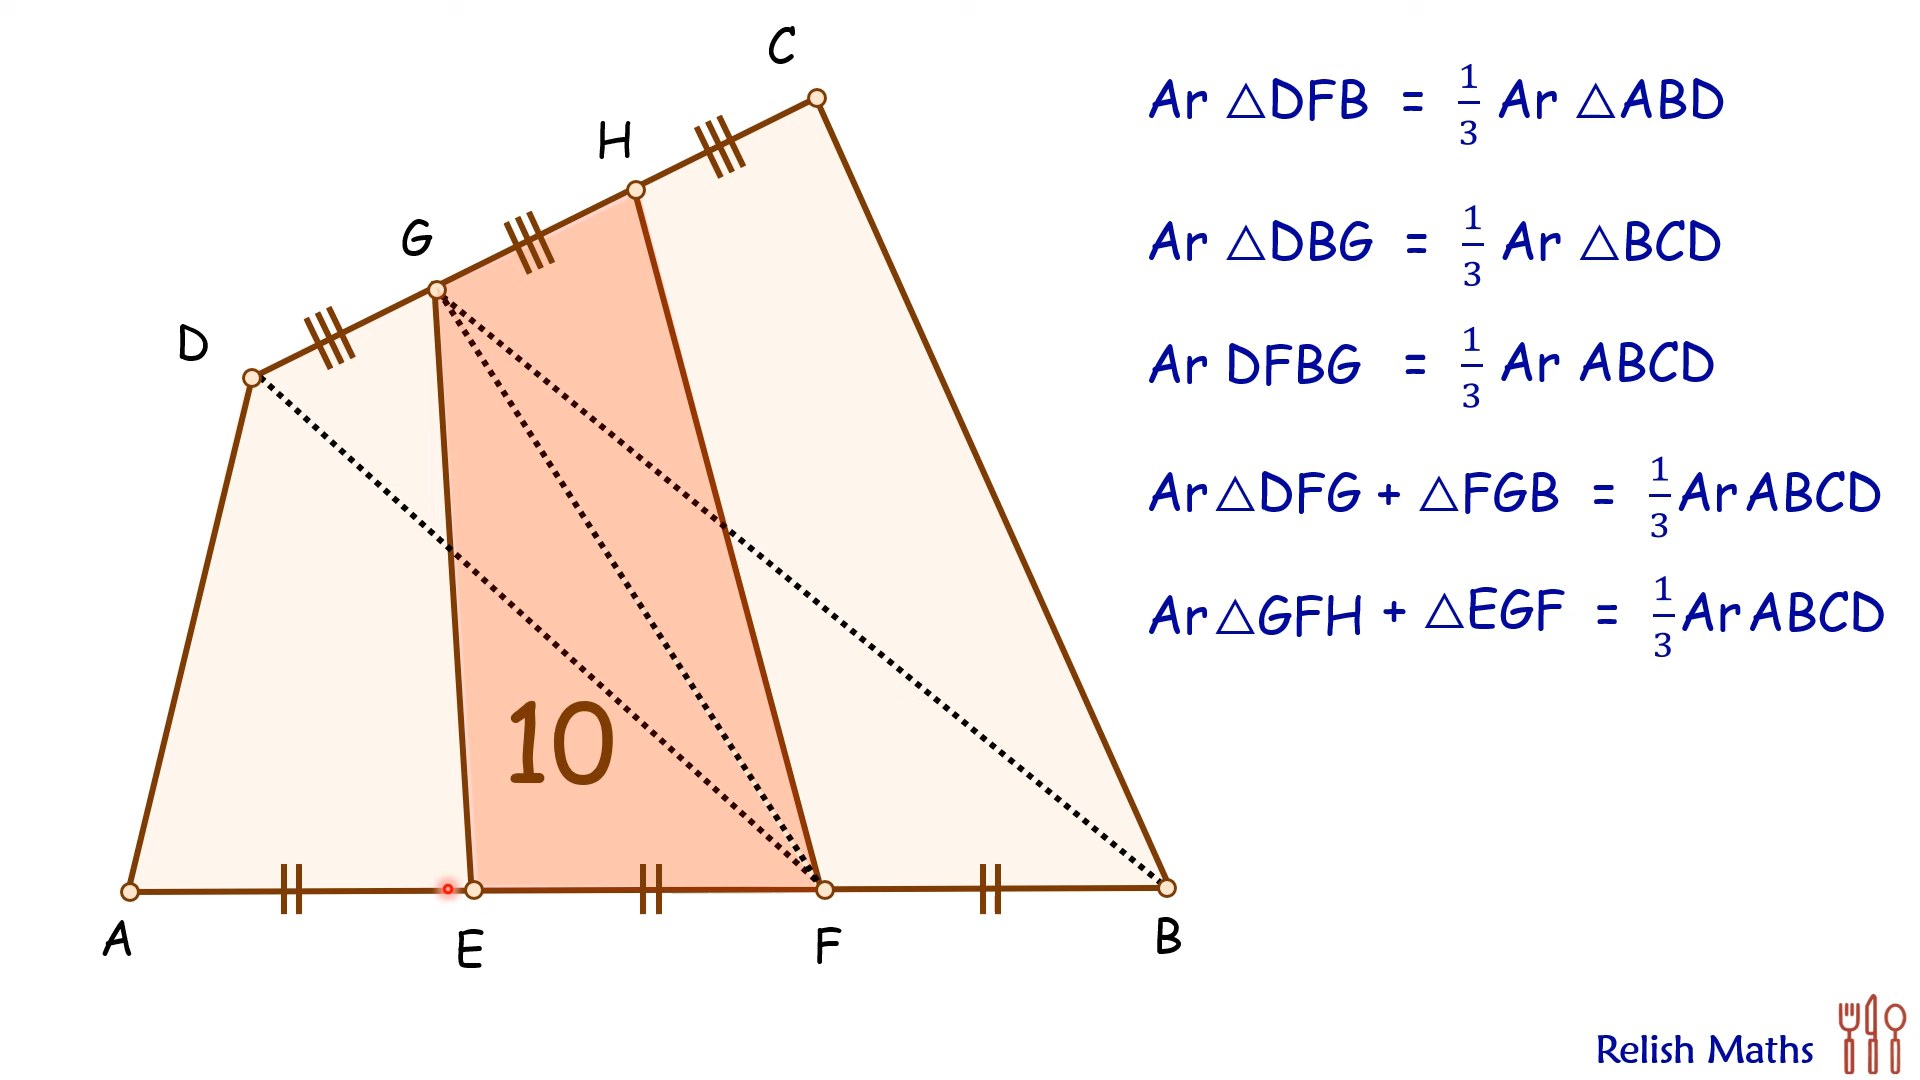 C
H
G
D
10
A
E
F
B
Ar △DFB = 1/3 Ar △ABD
Ar △DBG = 1/3 Ar △BCD
Ar DFBG = 1/3 Ar ABCD
Ar △DFG + △FGB = 1/3 Ar ABCD
Ar △GFH + △EGF = 1/3 Ar ABCD
Relish Maths